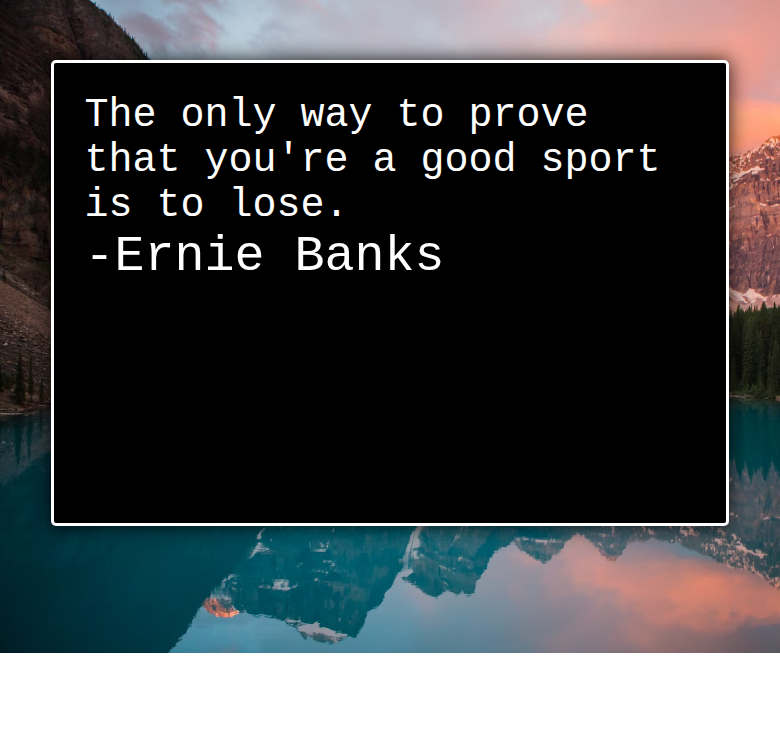 The only way to prove
that you're a good sport
is to lose.
-Ernie Banks